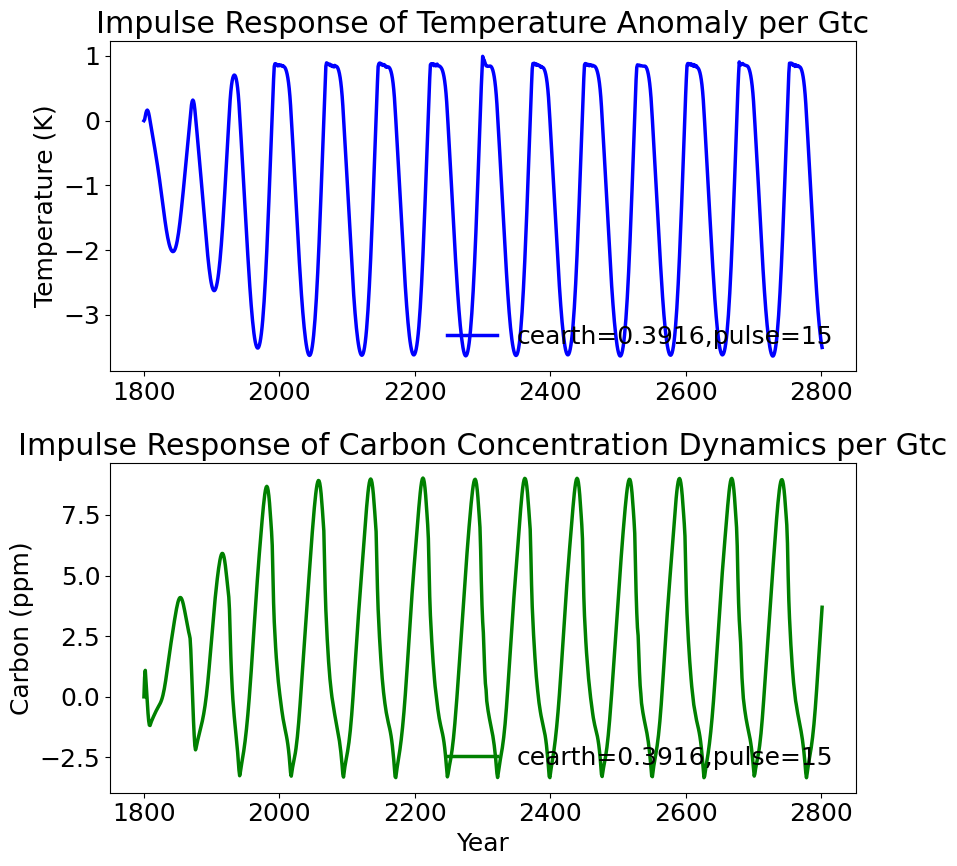 Impulse Response of Temperature Anomaly per Gtc
Temperature (K)
1
0
−1
−2
−3
cearth=0.3916,pulse=15
1800 2000 2200 2400 2600 2800
Impulse Response of Carbon Concentration Dynamics per Gtc
Carbon (ppm)
7.5
5.0
2.5
0.0
−2.5
cearth=0.3916,pulse=15
1800 2000 2200 2400 2600 2800
Year